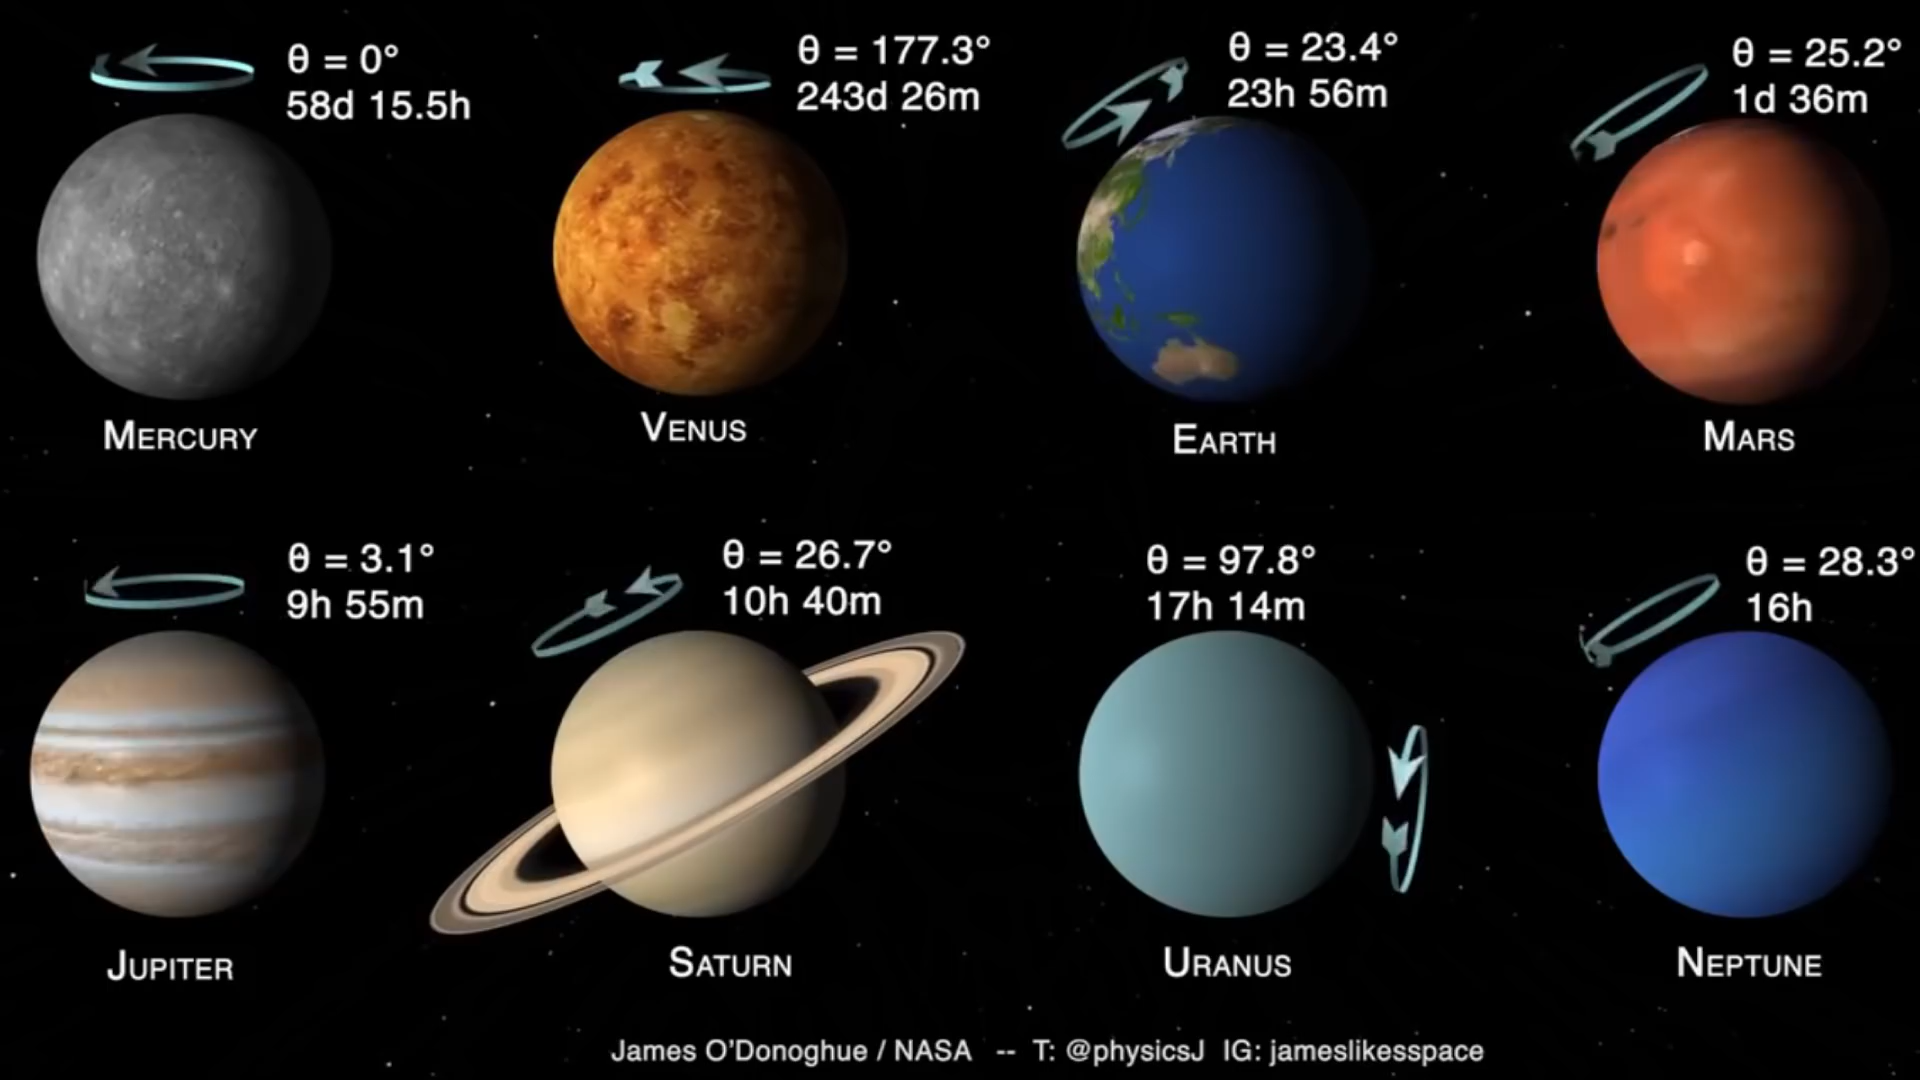 θ = 0°
58d 15.5h
MERCURY
θ = 177.3°
243d 26m
VENUS
θ = 23.4°
23h 56m
EARTH
θ = 25.2°
1d 36m
MARS
θ = 3.1°
9h 55m
JUPITER
θ = 26.7°
10h 40m
SATURN
θ = 97.8°
17h 14m
URANUS
θ = 28.3°
16h
NEPTUNE
James O'Donoghue / NASA -- T: @physicsJ IG: jameslikesspace